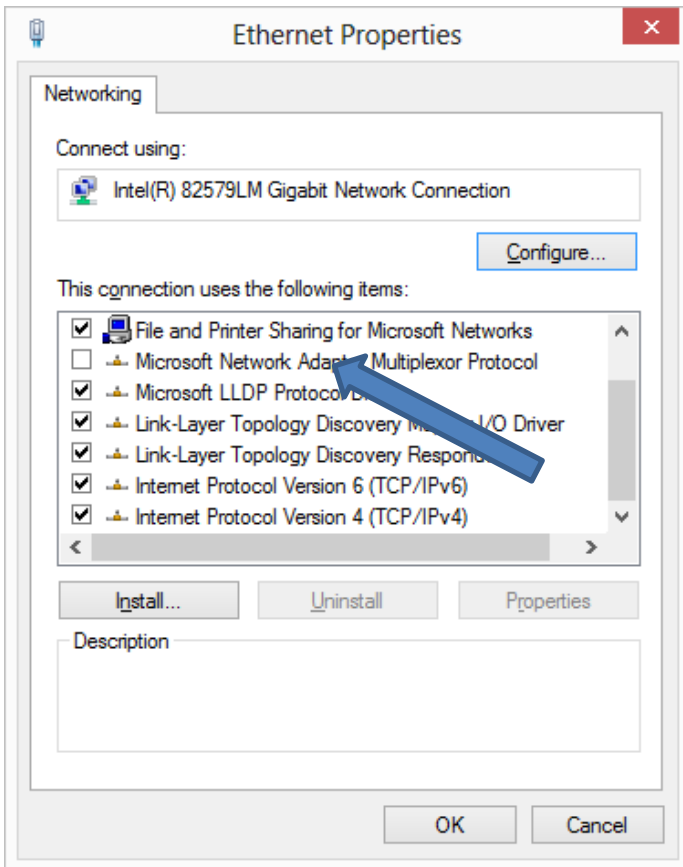 Ethernet Properties
Networking
Connect using:
Intel(R) 82579LM Gigabit Network Connection
Configure...
This connection uses the following items:
File and Printer Sharing for Microsoft Networks
Microsoft Network Multiplexor Protocol
Microsoft LLDP Protocol
Link-Layer Topology Discovery I/O Driver
Link-Layer Topology Discovery
Internet Protocol Version 6 (TCP/IPv6)
Internet Protocol Version 4 (TCP/IPv4)
Install...
Uninstall
Properties
Description
OK
Cancel